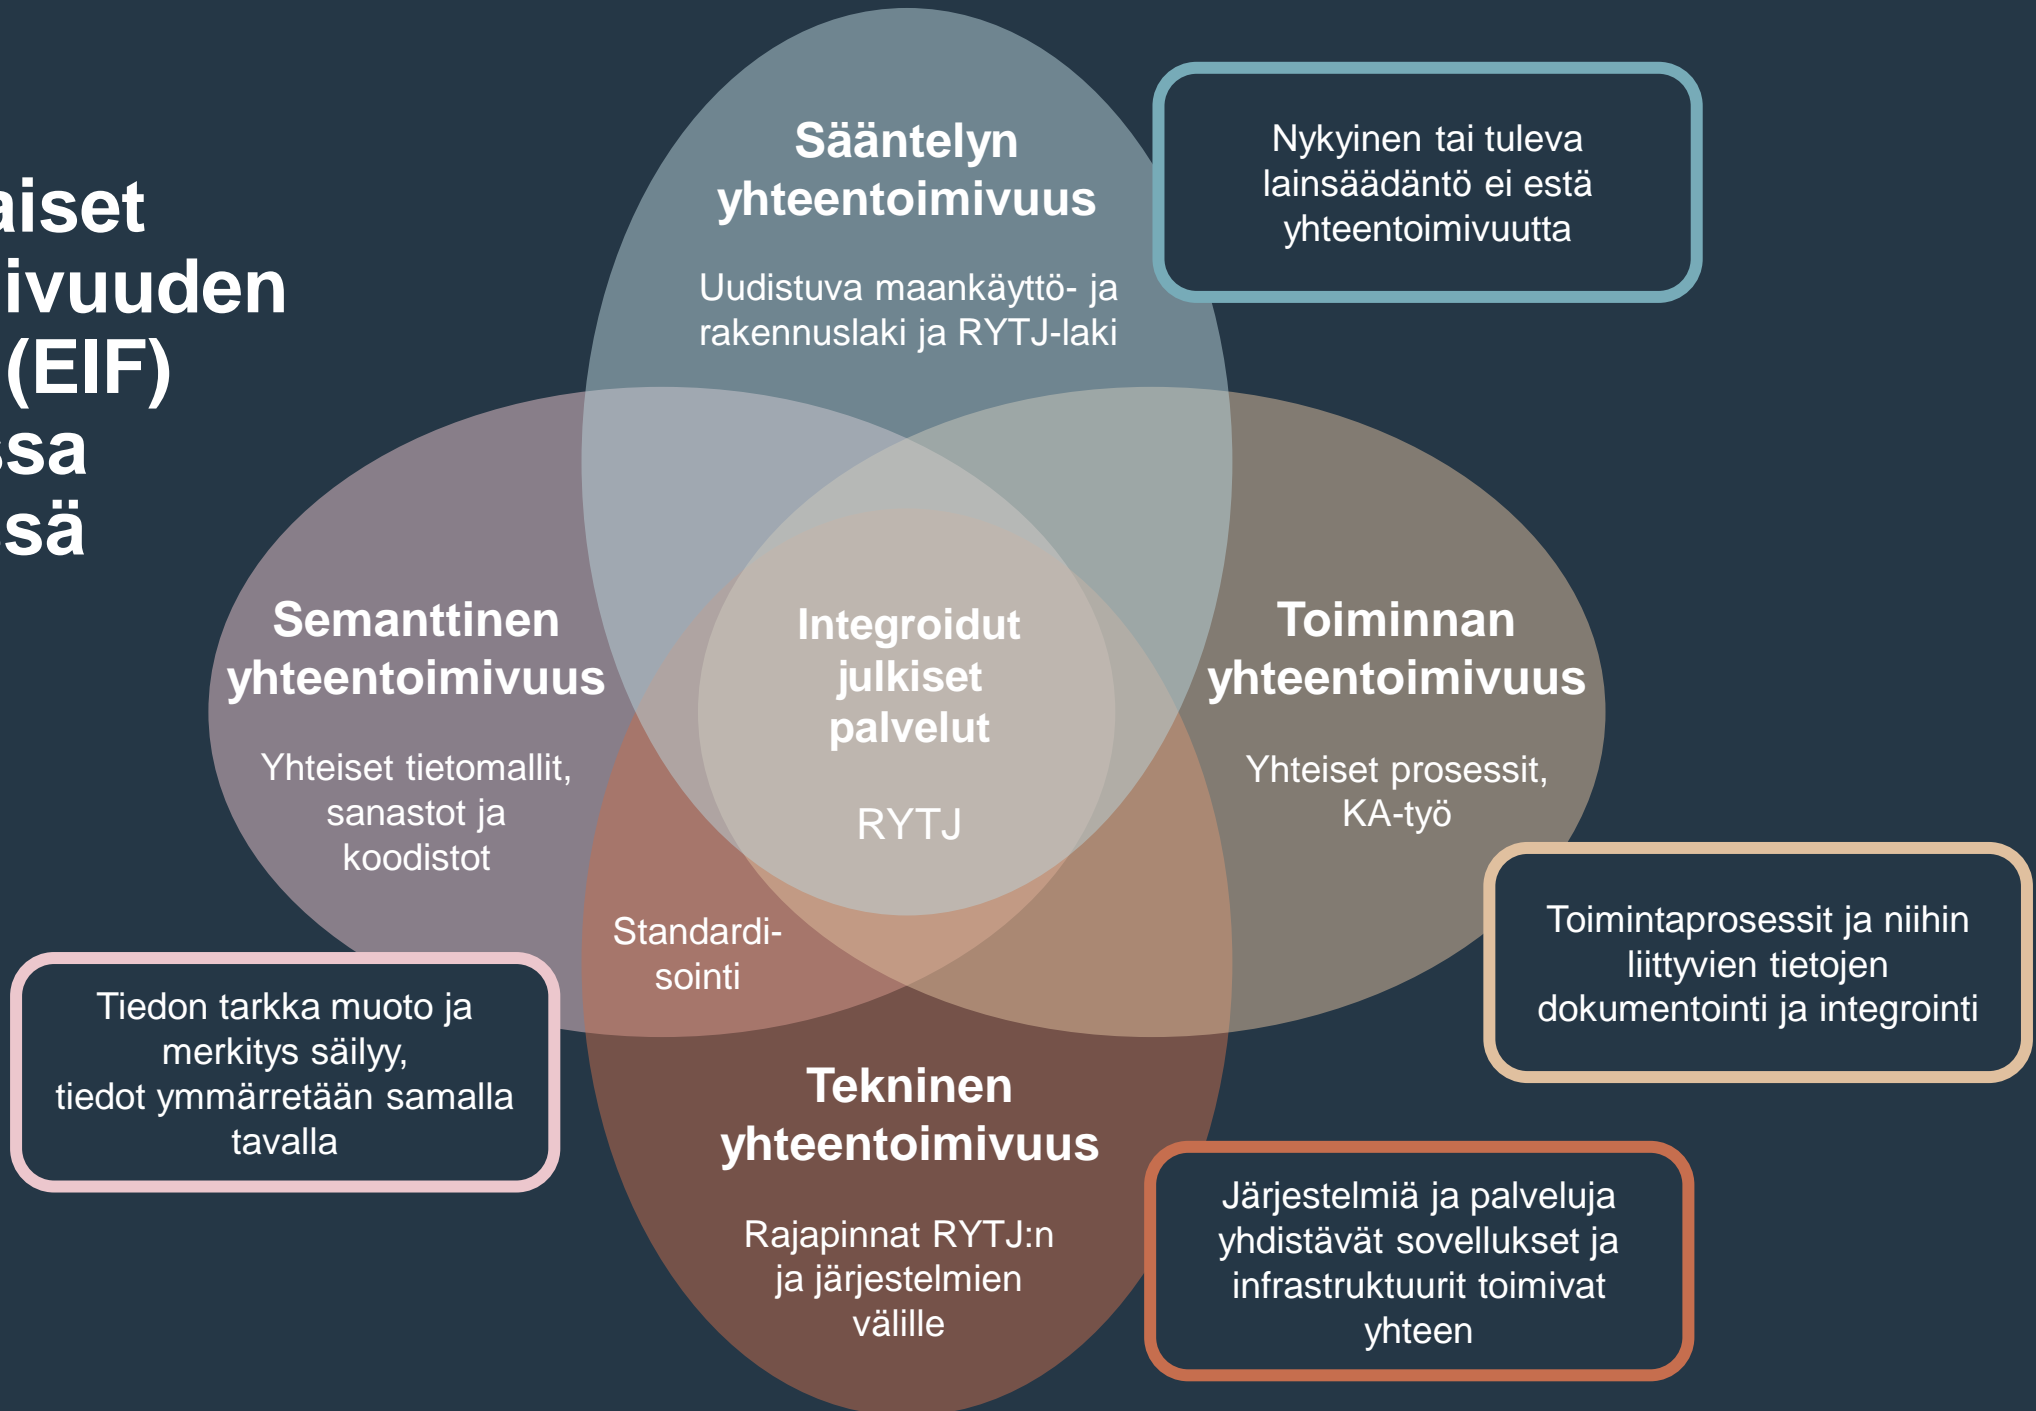 aiset
ivuuden
(EIF)
ssa
ssä
Sääntelyn
yhteentoimivuus
Uudistuva maankäyttö- ja
rakennuslaki ja RYTJ-laki
Nykyinen tai tuleva
lainsäädäntö ei estä
yhteentoimivuutta
Semanttinen
yhteentoimivuus
Yhteiset tietomallit,
sanastot ja
koodistot
Integroidut
julkiset
palvelut
RYTJ
Toiminnan
yhteentoimivuus
Yhteiset prosessit,
KA-työ
Standardi-
sointi
Tiedon tarkka muoto ja
merkitys säilyy,
tiedot ymmärretään samalla
tavalla
Toimintaprosessit ja niihin
liittyvien tietojen
dokumentointi ja integrointi
Tekninen
yhteentoimivuus
Rajapinnat RYTJ:n
ja järjestelmien
välille
Järjestelmiä ja palveluja
yhdistävät sovellukset ja
infrastruktuurit toimivat
yhteen